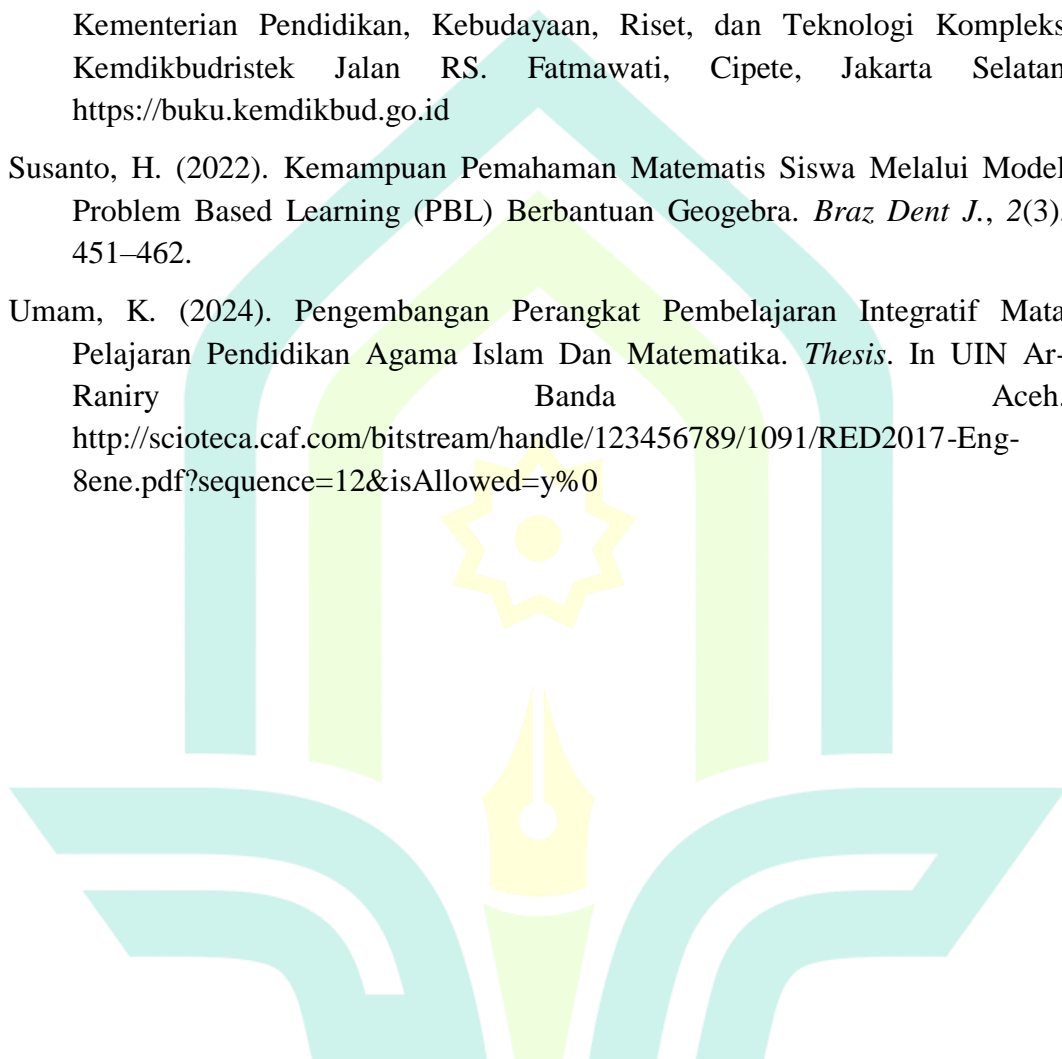 Kementerian Pendidikan, Kebudayaan, Riset, dan Teknologi Kompleks
Kemdikbudristek Jalan RS. Fatmawati, Cipete, Jakarta Selatan
https://buku.kemdikbud.go.id
Susanto, H. (2022). Kemampuan Pemahaman Matematis Siswa Melalui Model
Problem Based Learning (PBL) Berbantuan Geogebra. Braz Dent J., 2(3),
451–462.
Umam, K. (2024). Pengembangan Perangkat Pembelajaran Integratif Mata
Pelajaran Pendidikan Agama Islam Dan Matematika. Thesis. In UIN Ar-
Raniry Banda Aceh.
http://scioteca.caf.com/bitstream/handle/123456789/1091/RED2017-Eng-
8ene.pdf?sequence=12&isAllowed=y%0